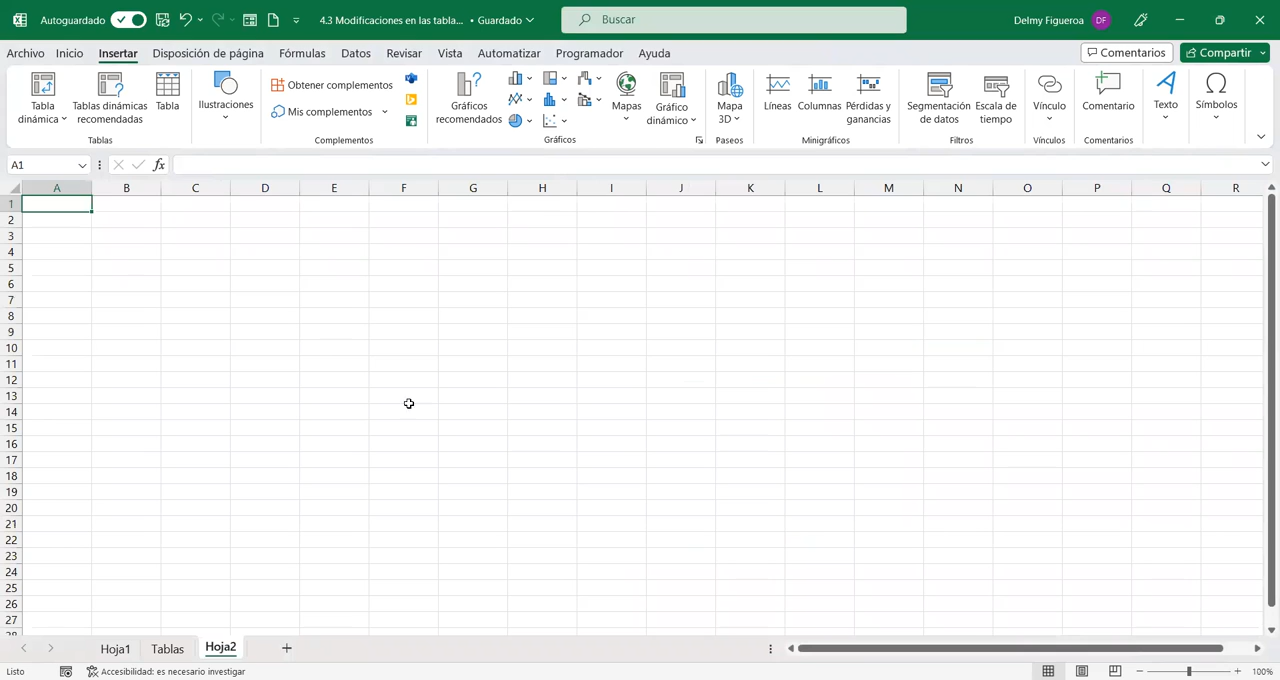 Autoguardado 4.3 Modificaciones en las tabla... • Guardado Buscar Delmy Figueroa DF
Archivo Inicio Insertar Disposición de página Fórmulas Datos Revisar Vista Automatizar Programador Ayuda Comentarios Compartir
Tabla dinámica
Tablas dinámicas recomendadas
Tabla
Tablas
Ilustraciones
Obtener complementos
Mis complementos
Complementos
Gráficos recomendados
Mapas
Gráfico dinámico
Gráficos
Mapa 3D
Paseos
Líneas
Columnas
Pérdidas y ganancias
Minigráficos
Segmentación de datos
Escala de tiempo
Filtros
Vínculo
Vínculos
Comentario
Comentarios
Texto
Símbolos
A1 fx
A B C D E F G H I J K L M N O P Q R
1
2
3
4
5
6
7
8
9
10
11
12
13
14
15
16
17
18
19
20
21
22
23
24
25
26
27
28
Hoja1 Tablas Hoja2
Listo Accesibilidad: es necesario investigar 100%